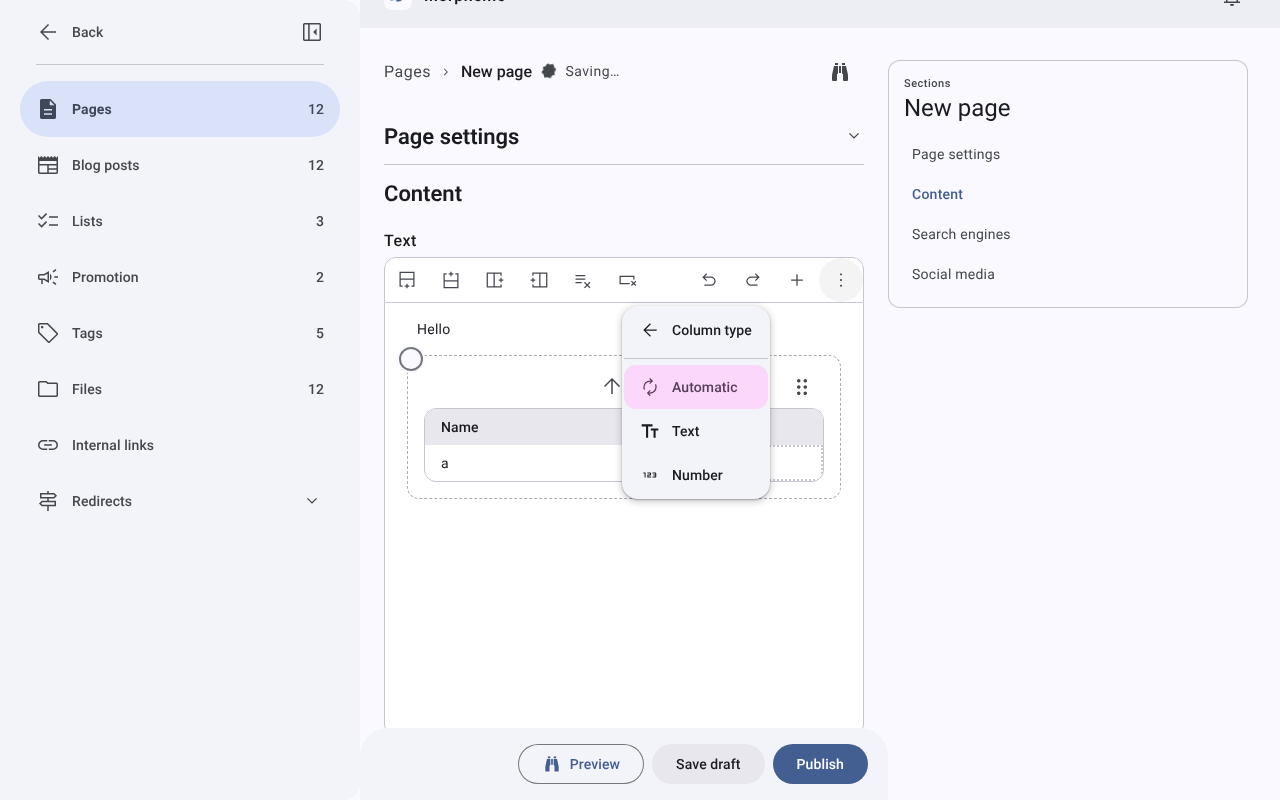 Back
Pages 12
Blog posts 12
Lists 3
Promotion 2
Tags 5
Files 12
Internal links
Redirects
Pages › New page Saving…
Page settings
Content
Text
Hello
Name
a
Column type
Automatic
Text
123 Number
Preview
Save draft
Publish
Sections
New page
Page settings
Content
Search engines
Social media